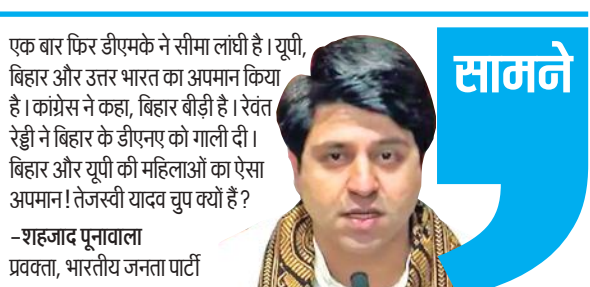 एक बार फिर डीएमके ने सीमा लांघी है। यूपी,
बिहार और उत्तर भारत का अपमान किया
है। कांग्रेस ने कहा, बिहार बीड़ी है। रेवंत
रेड्डी ने बिहार के डीएनए को गाली दी।
बिहार और यूपी की महिलाओं का ऐसा
अपमान! तेजस्वी यादव चुप क्यों हैं?
-शहजाद पूनावाला
प्रवक्ता, भारतीय जनता पार्टी
सामने